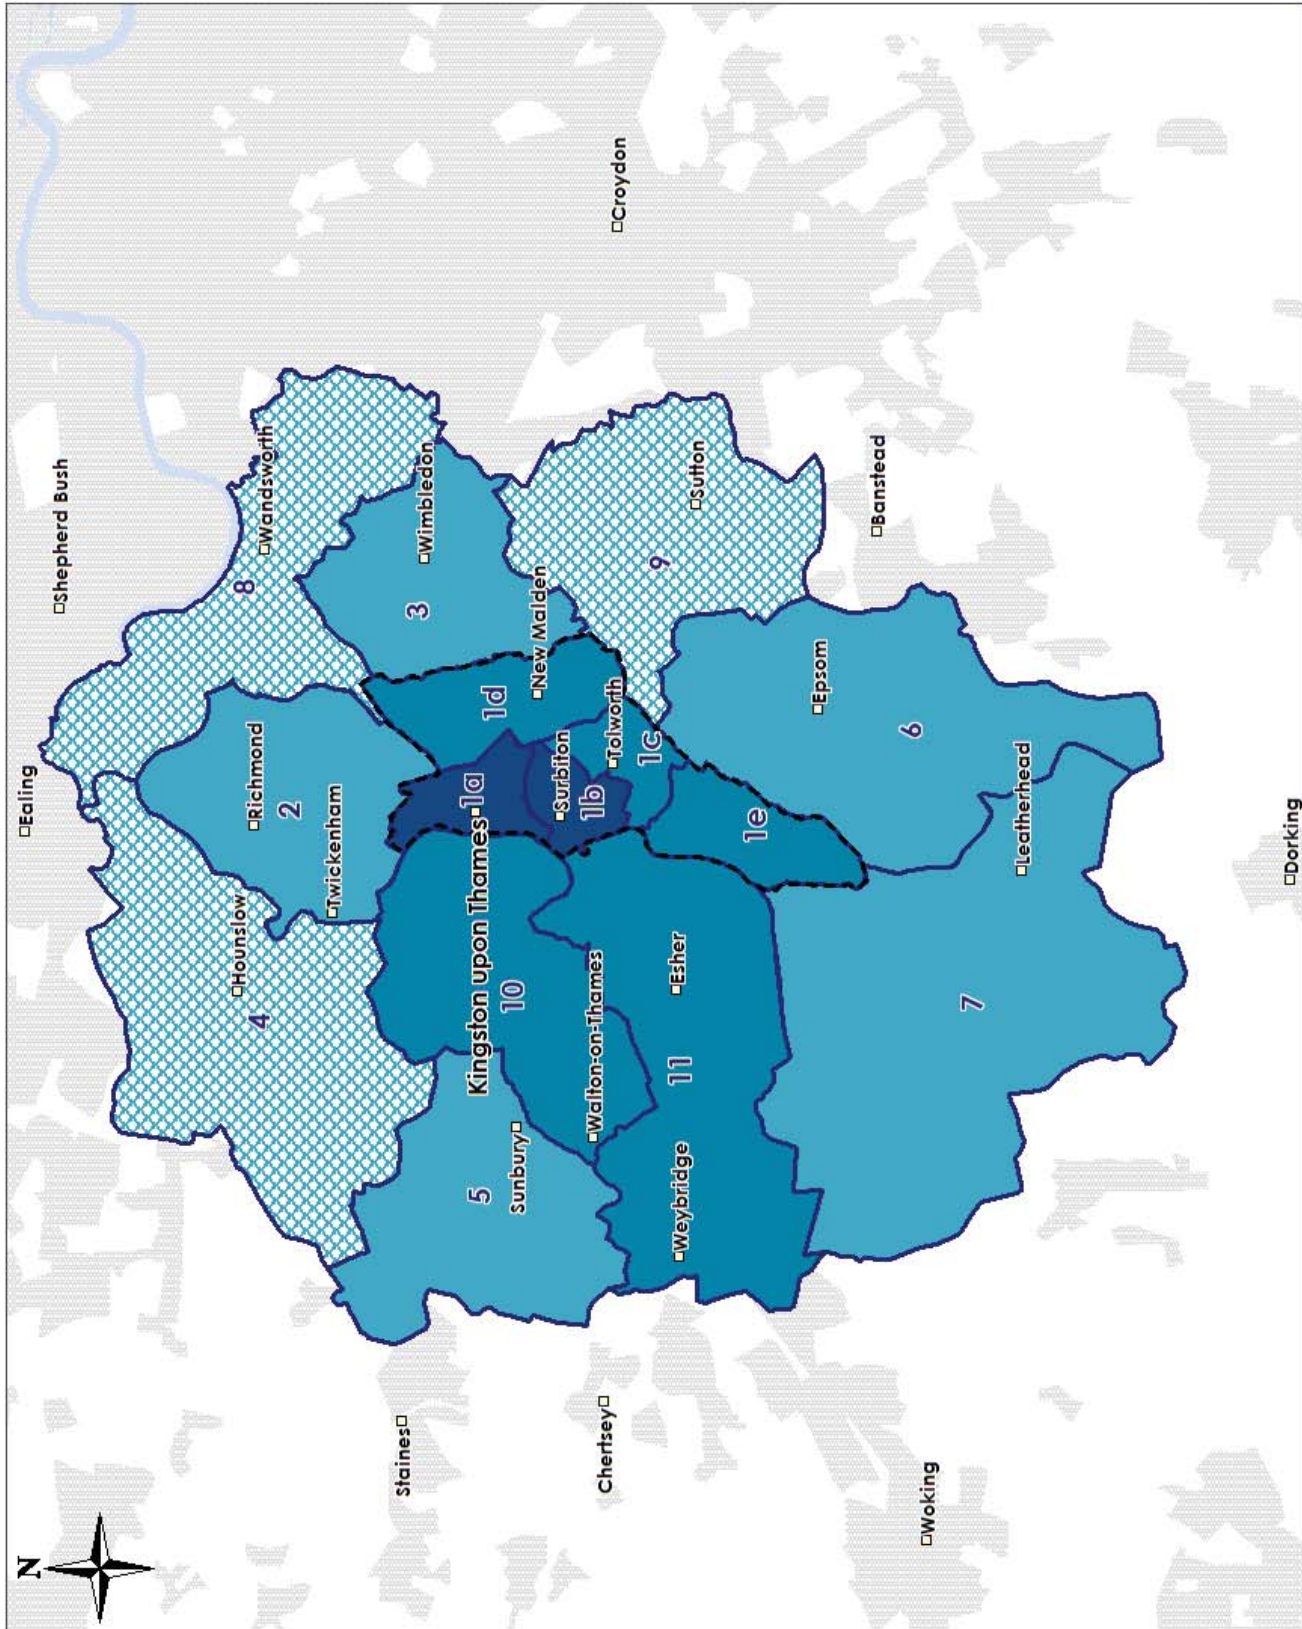 N
Ealing
Shepherd Bush
Hounslow
Richmond
Wandsworth
4
2
8
Twickenham
Staines
Wimbledon
3
Kingston upon Thames
1a
5
Sunbury
10
1d
New Malden
Surbiton
1b
Chertsey
Walton-on-Thames
Tolworth
1c
Croydon
9
Sutton
Weybridge
11
Esher
1e
Epsom
Banstead
6
Woking
7
Leatherhead
Dorking